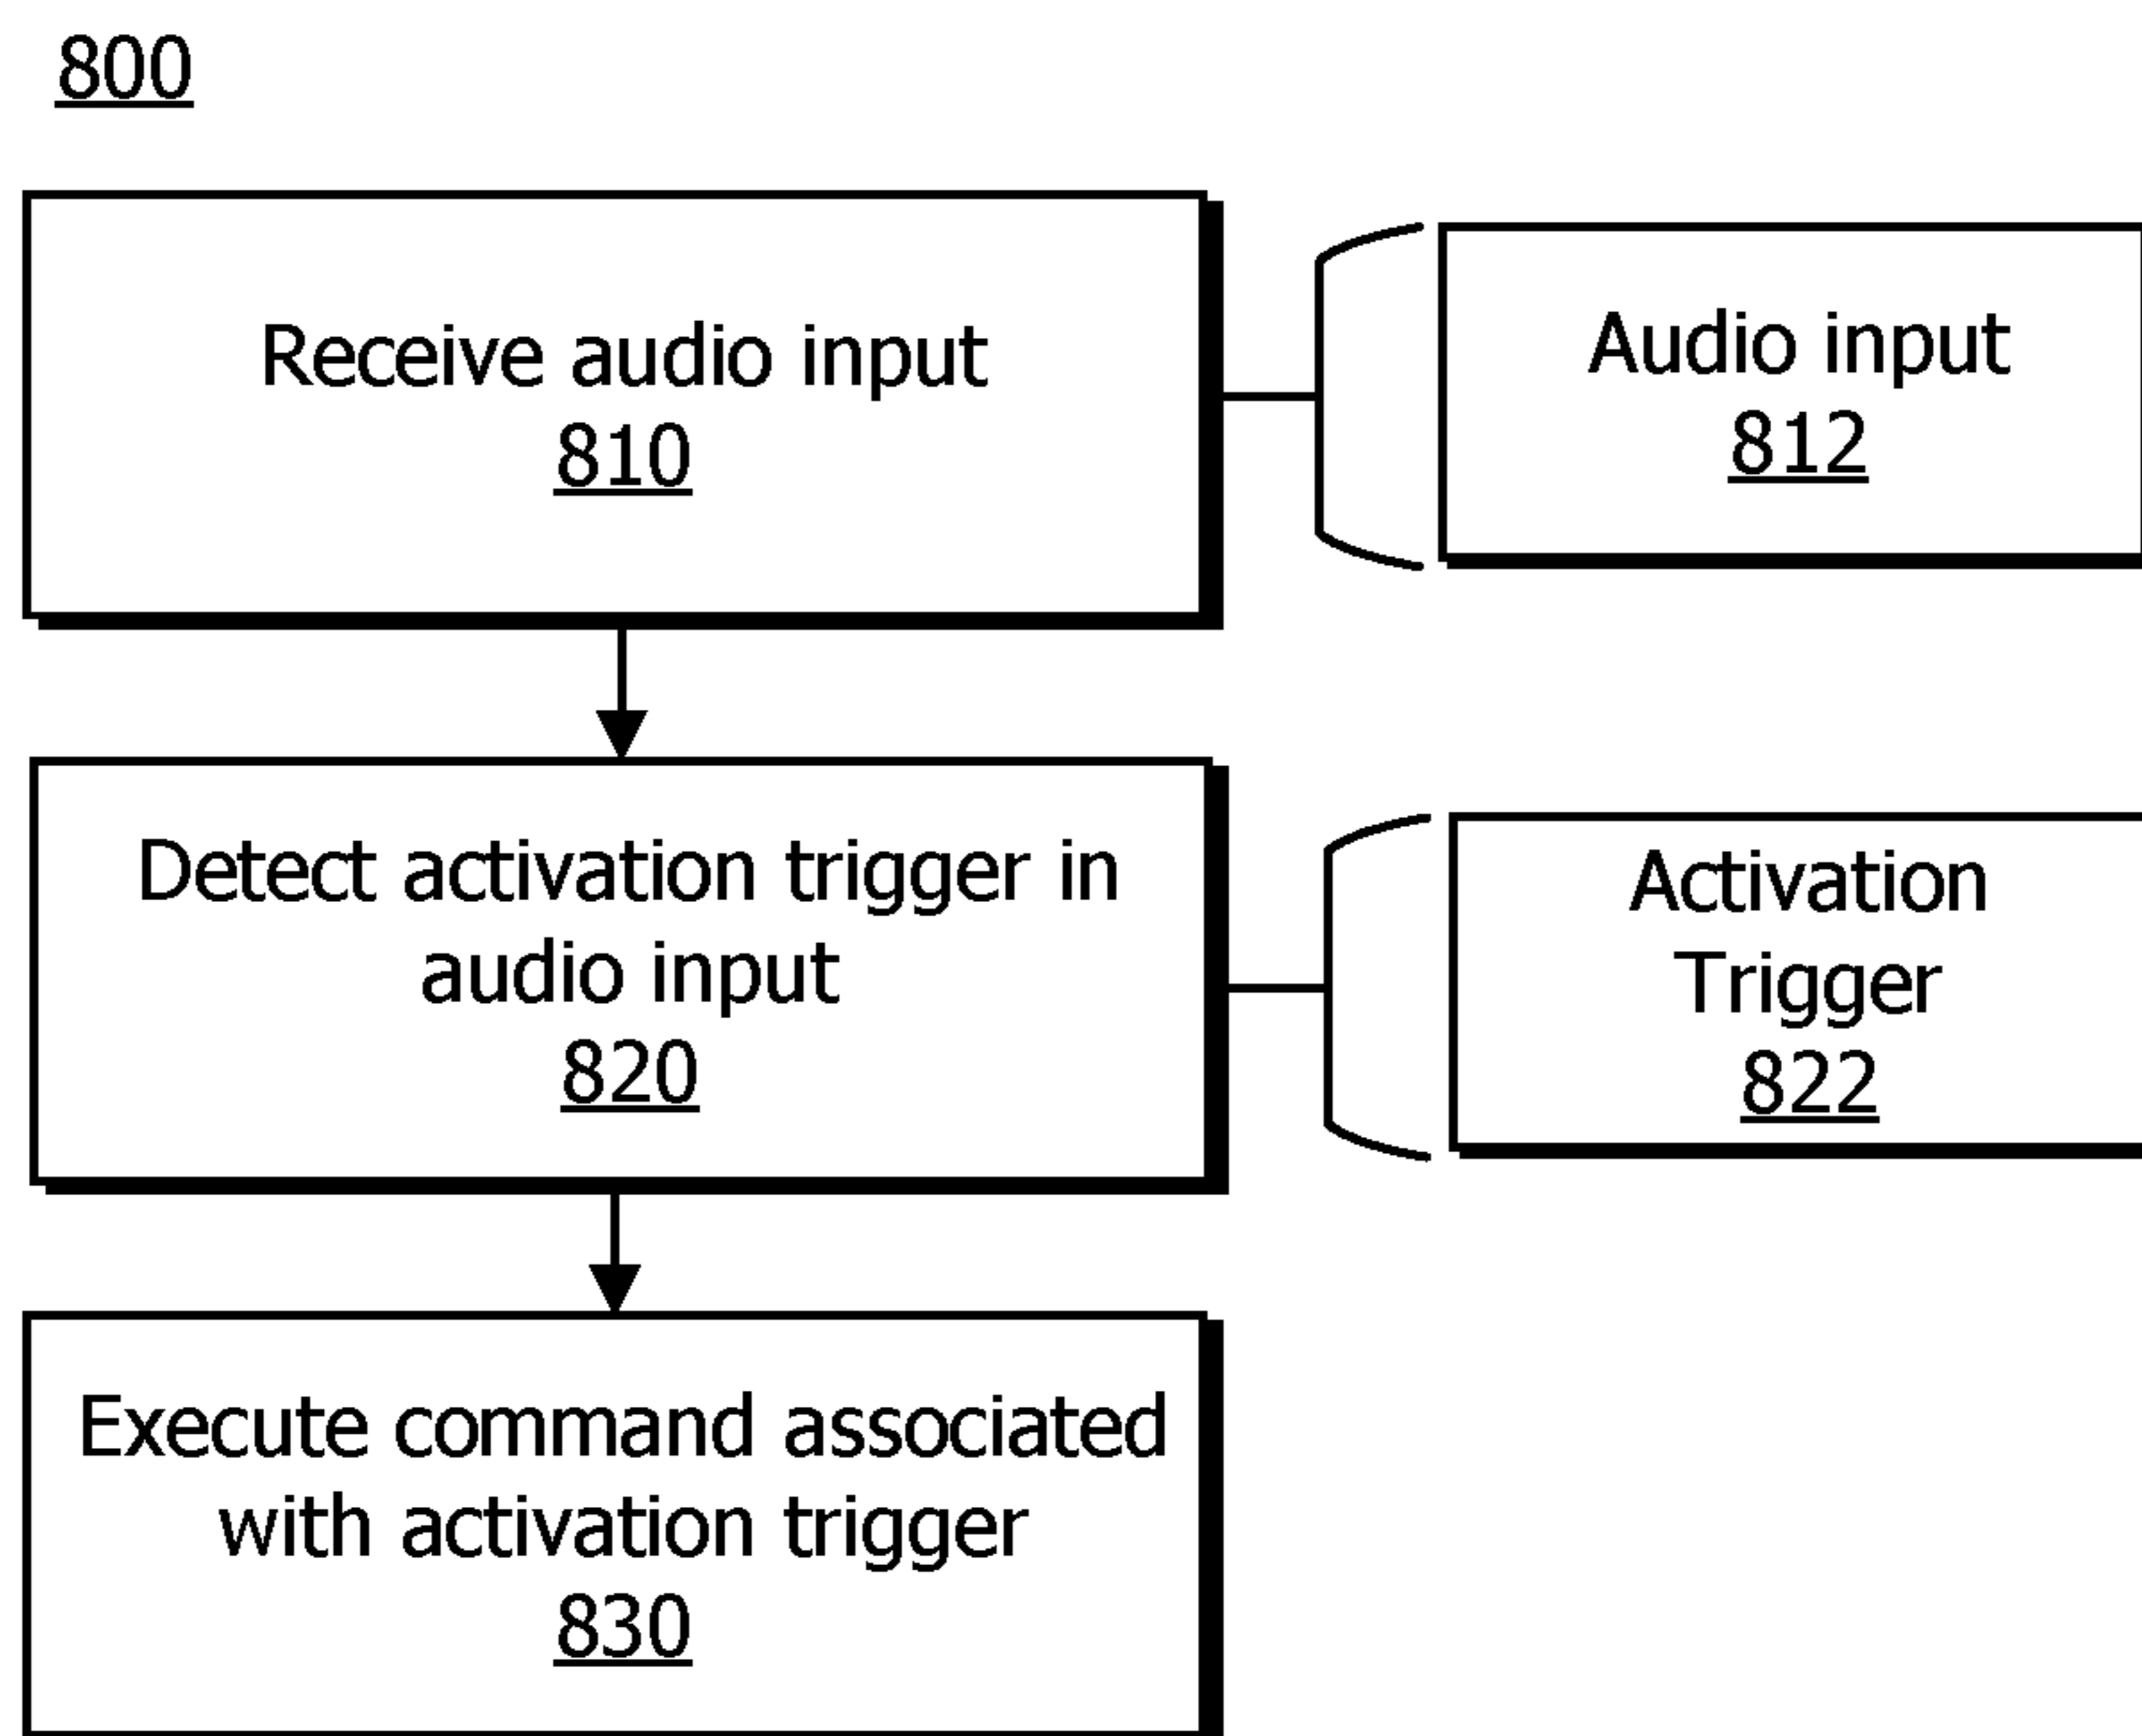 800
Receive audio input
810
Audio input
812
Detect activation trigger in
audio input
820
Activation
Trigger
822
Execute command associated
with activation trigger
830